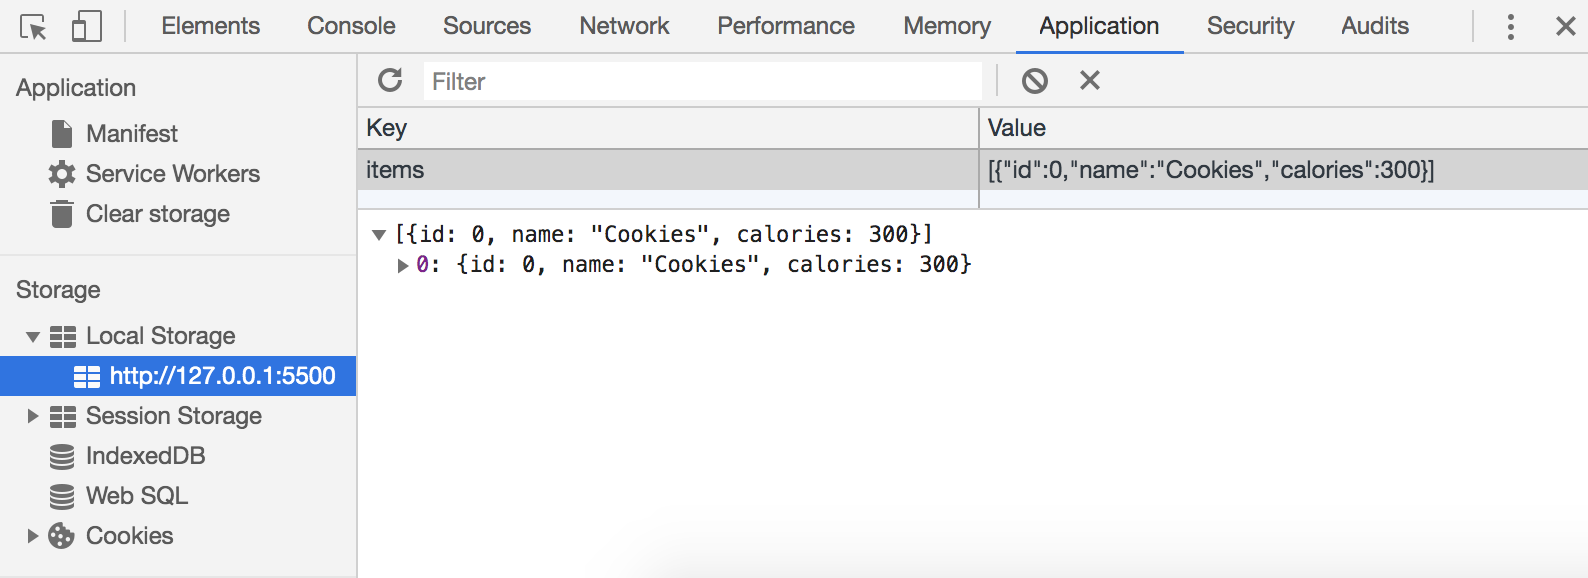 Elements Console Sources Network Performance Memory Application Security Audits
Application
Manifest
Service Workers
Clear storage
Storage
Local Storage
http://127.0.0.1:5500
Session Storage
IndexedDB
Web SQL
Cookies
Filter
Key Value
items [{"id":0,"name":"Cookies","calories":300}]
[{id: 0, name: "Cookies", calories: 300}]
0: {id: 0, name: "Cookies", calories: 300}